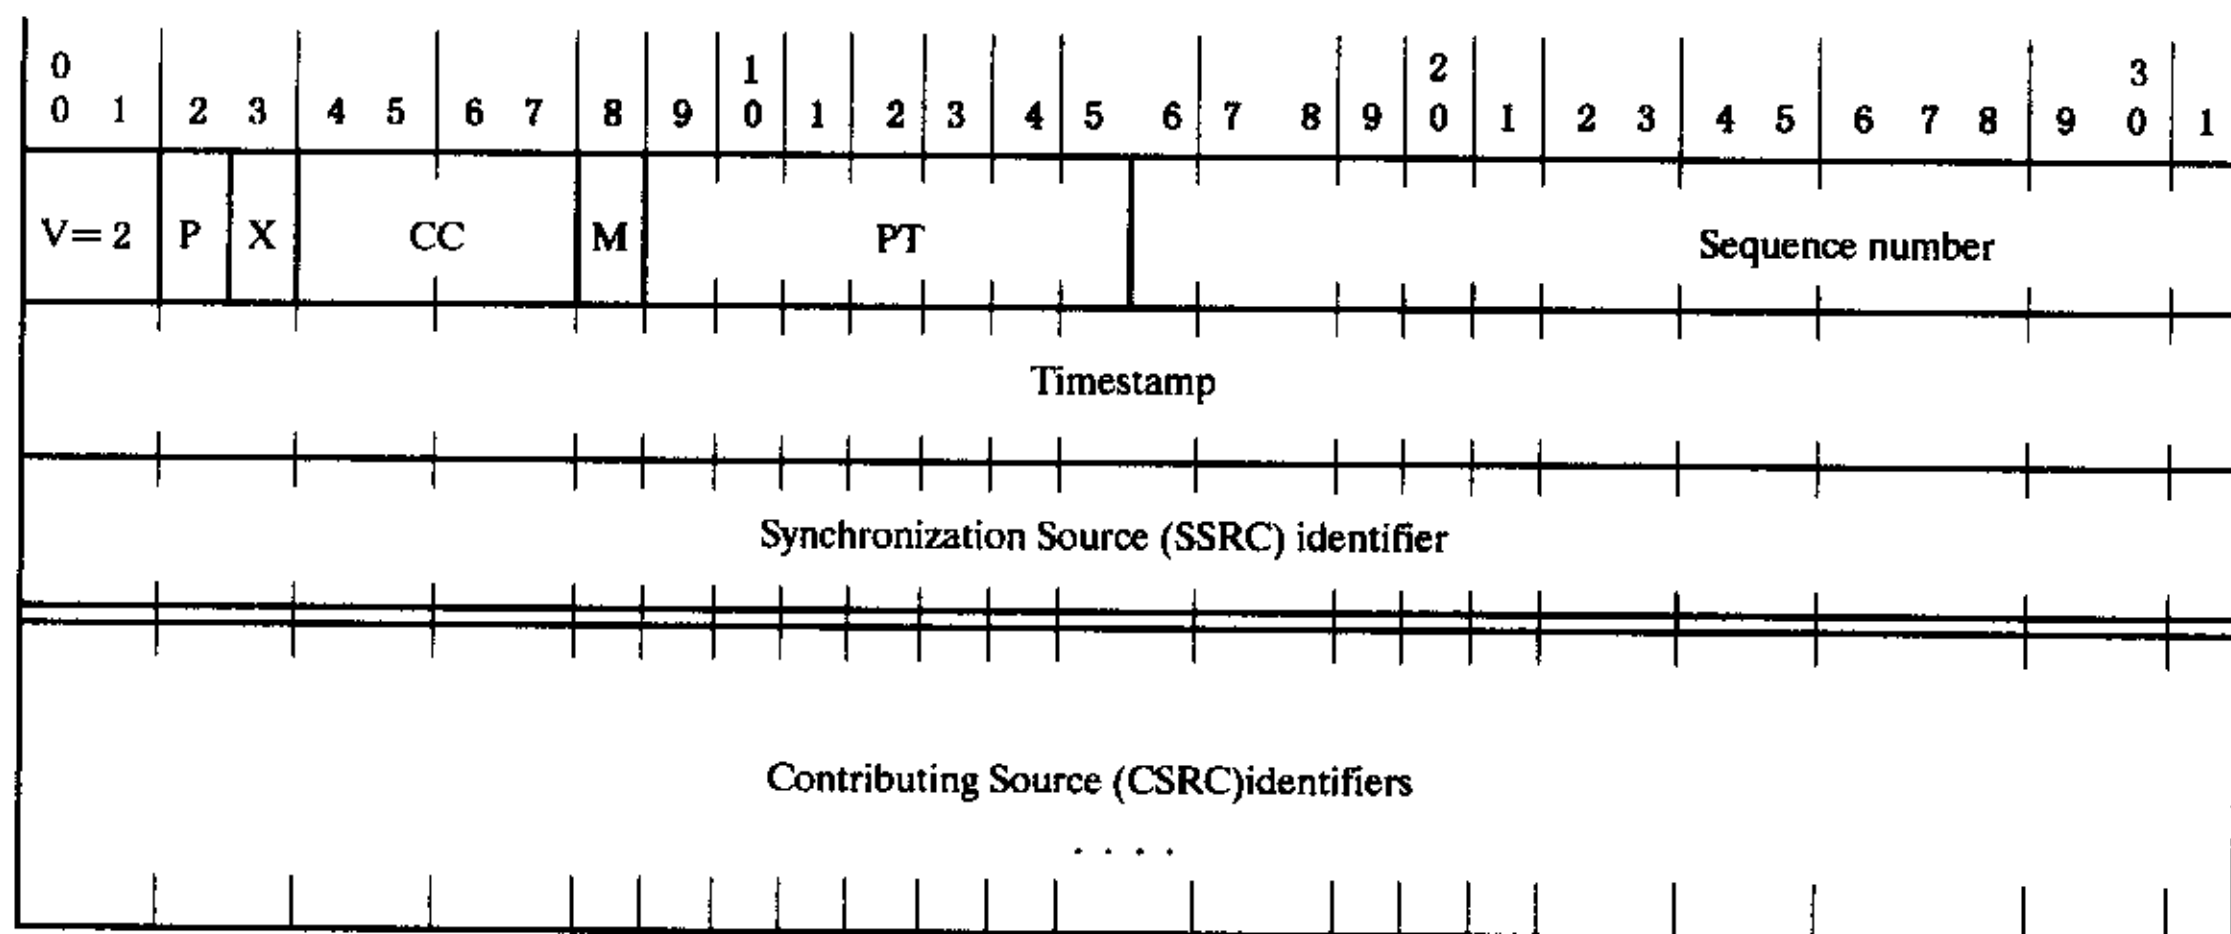 0 1 2 3
0 1 2 3 4 5 6 7 8 9 0 1 2 3 4 5 6 7 8 9 0 1 2 3 4 5 6 7 8 9 0 1
V= 2 P X CC M PT Sequence number
Timestamp
Synchronization Source (SSRC) identifier
Contributing Source (CSRC)identifiers
. . . .